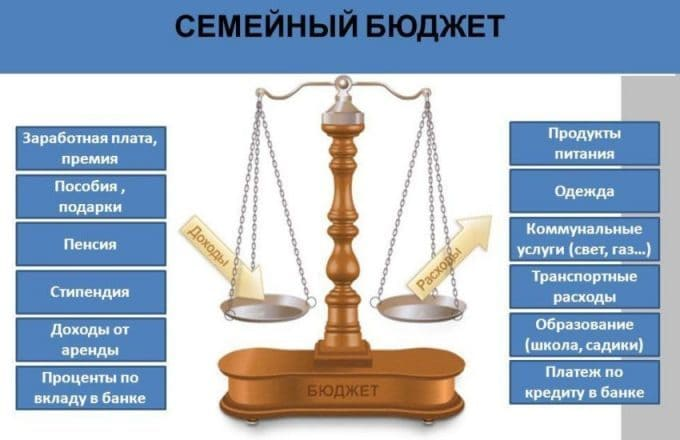 СЕМЕЙНЫЙ БЮДЖЕТ
Заработная плата,
премия
Пособия ,
подарки
Пенсия
Стипендия
Доходы от
аренды
Проценты по
вкладу в банке
Доходы
Расходы
БЮДЖЕТ
Продукты
питания
Одежда
Коммунальные
услуги (свет, газ...)
Транспортные
расходы
Образование
(школа, садики)
Платеж по
кредиту в банке